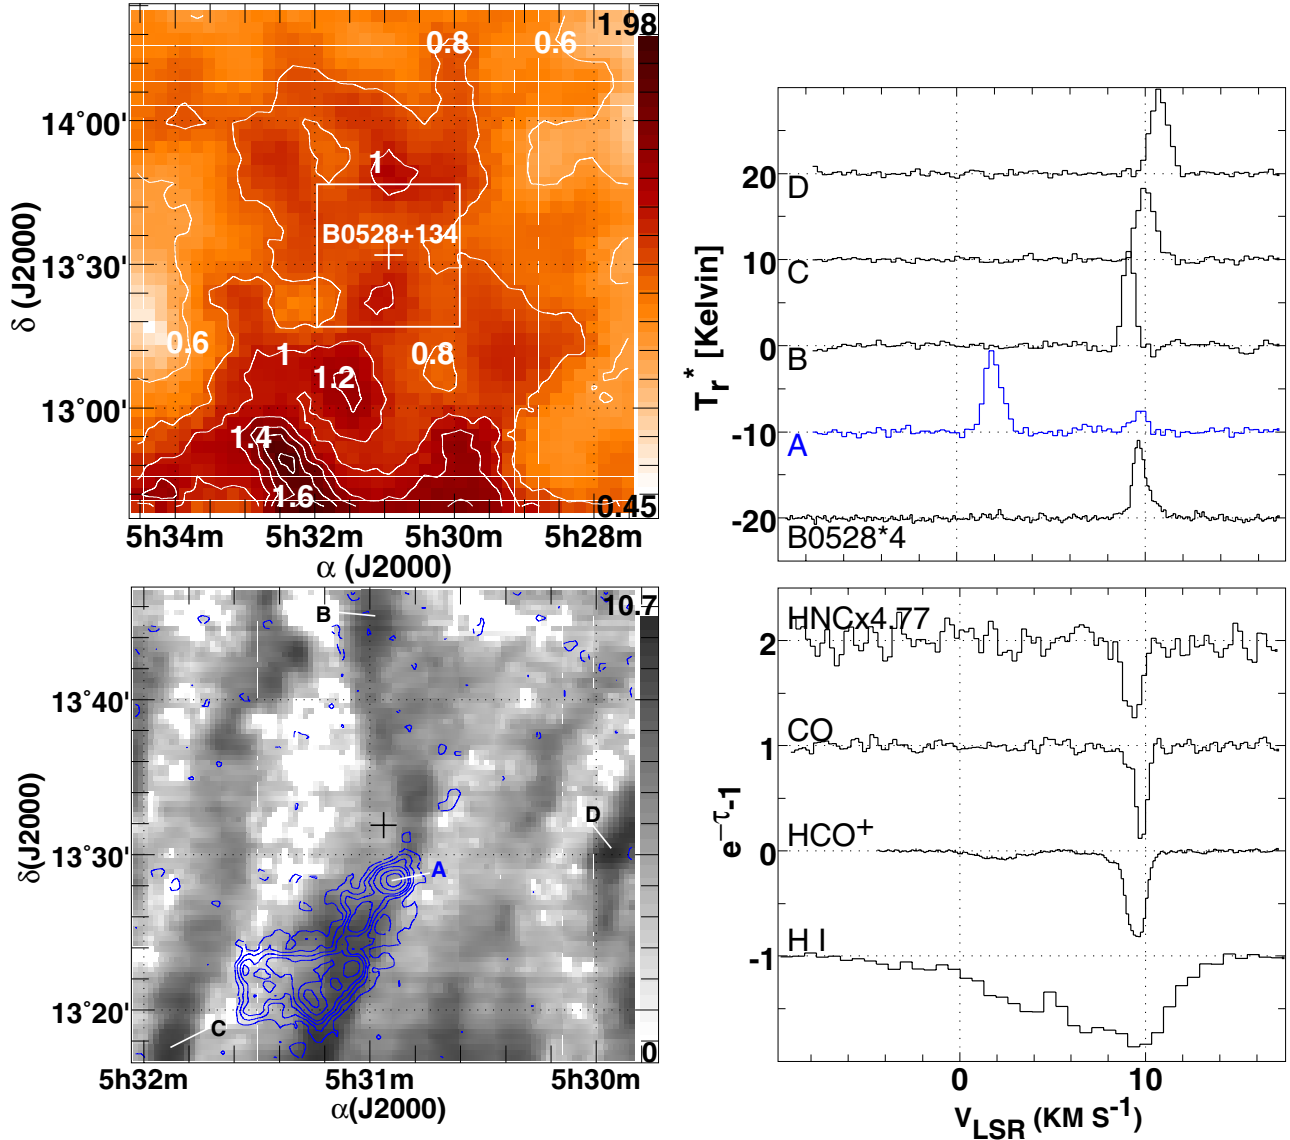 1.98
0.8
0.6
14°00'
1
B0528+134
13°30'
δ (J2000)
0.6
1
0.8
1.2
13°00'
1.4
1.6
0.45
5h34m
5h32m
5h30m
5h28m
α (J2000)
20
D
10
C
0
B
-10
A
-20
B0528*4
Tr* [Kelvin]
10.7
B
13°40'
D
13°30'
A
δ(J2000)
13°20'
C
0
5h32m
5h31m
5h30m
α(J2000)
HNCx4.77
2
CO
1
HCO+
0
H I
-1
e−τ-1
0
10
VLSR (KM S-1)